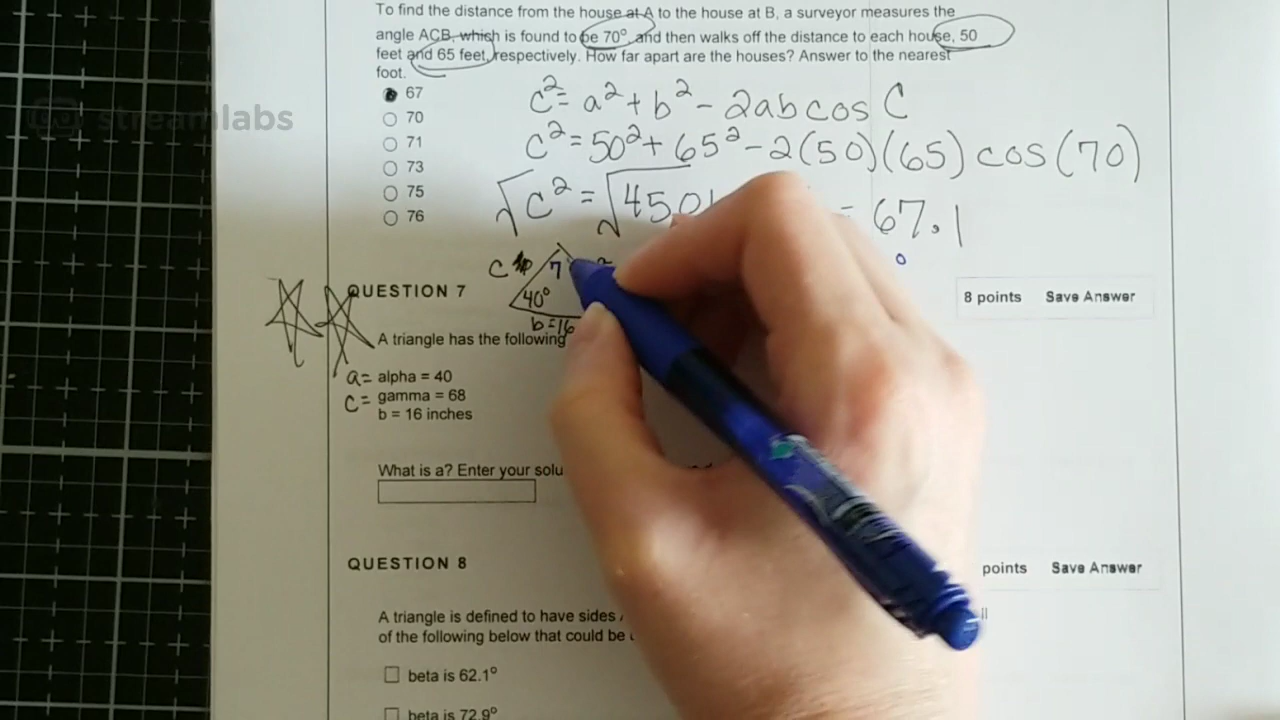 To find the distance from the house at A to the house at B, a surveyor measures the
angle ACB, which is found to be 70°, and then walks off the distance to each house, 50
feet and 65 feet, respectively. How far apart are the houses? Answer to the nearest
foot.
67
70
71
73
75
76
streamlabs
c² = a² + b² - 2ab cos C
c² = 50² + 65² - 2(50)(65) cos(70)
√c² = √450 = 67.1
c 7
40°
b=16
QUESTION 7
8 points Save Answer
A triangle has the following
a= alpha = 40
c= gamma = 68
b = 16 inches
What is a? Enter your solu
QUESTION 8
points Save Answer
A triangle is defined to have sides
of the following below that could be
beta is 62.1°
beta is 72.9°